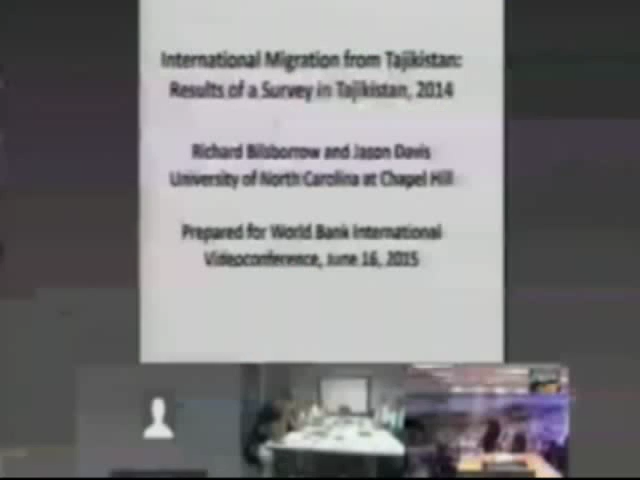 International Migration from Tajikistan:
Results of a Survey in Tajikistan, 2014
Richard Bilsborrow and Jason Davis
University of North Carolina at Chapel Hill
Prepared for World Bank International
Videoconference, June 16, 2015